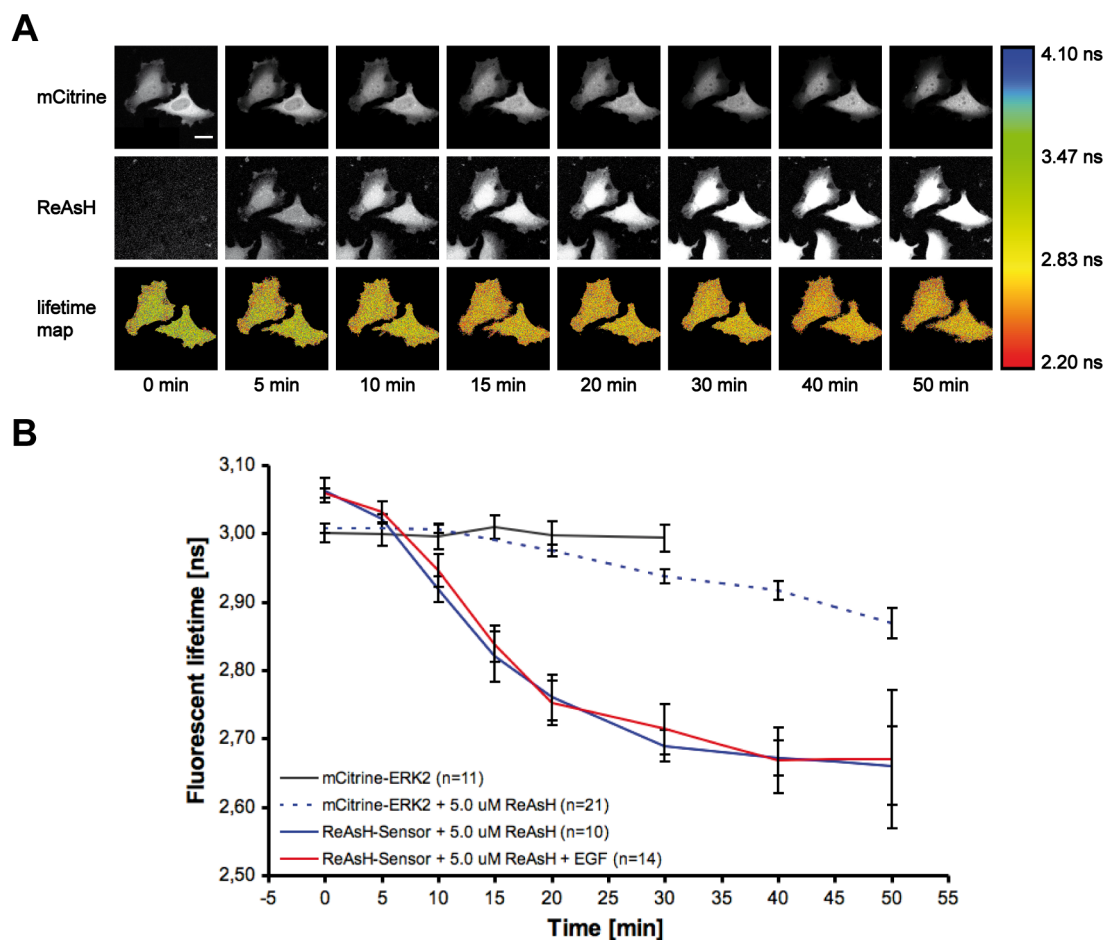 A
mCitrine
ReAsH
lifetime
map
4.10 ns
3.47 ns
2.83 ns
2.20 ns
0 min 5 min 10 min 15 min 20 min 30 min 40 min 50 min
B
Fluorescent lifetime [ns]
3,10
3,00
2,90
2,80
2,70
2,60
2,50
mCitrine-ERK2 (n=11)
mCitrine-ERK2 + 5.0 uM ReAsH (n=21)
ReAsH-Sensor + 5.0 uM ReAsH (n=10)
ReAsH-Sensor + 5.0 uM ReAsH + EGF (n=14)
-5 0 5 10 15 20 25 30 35 40 45 50 55
Time [min]